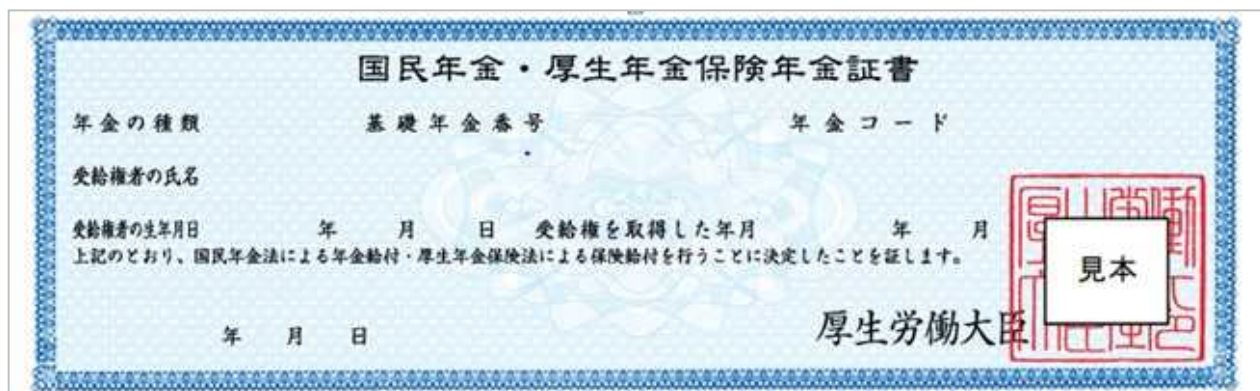 国民年金・厚生年金保険年金証書
年金の種類 基礎年金番号 年金コード
受給権者の氏名
受給権者の生年月日 年 月 日 受給権を取得した年月 年 月
上記のとおり、国民年金法による年金給付・厚生年金保険法による保険給付を行うことに決定したことを証します。
見本
年 月 日
厚生労働大臣